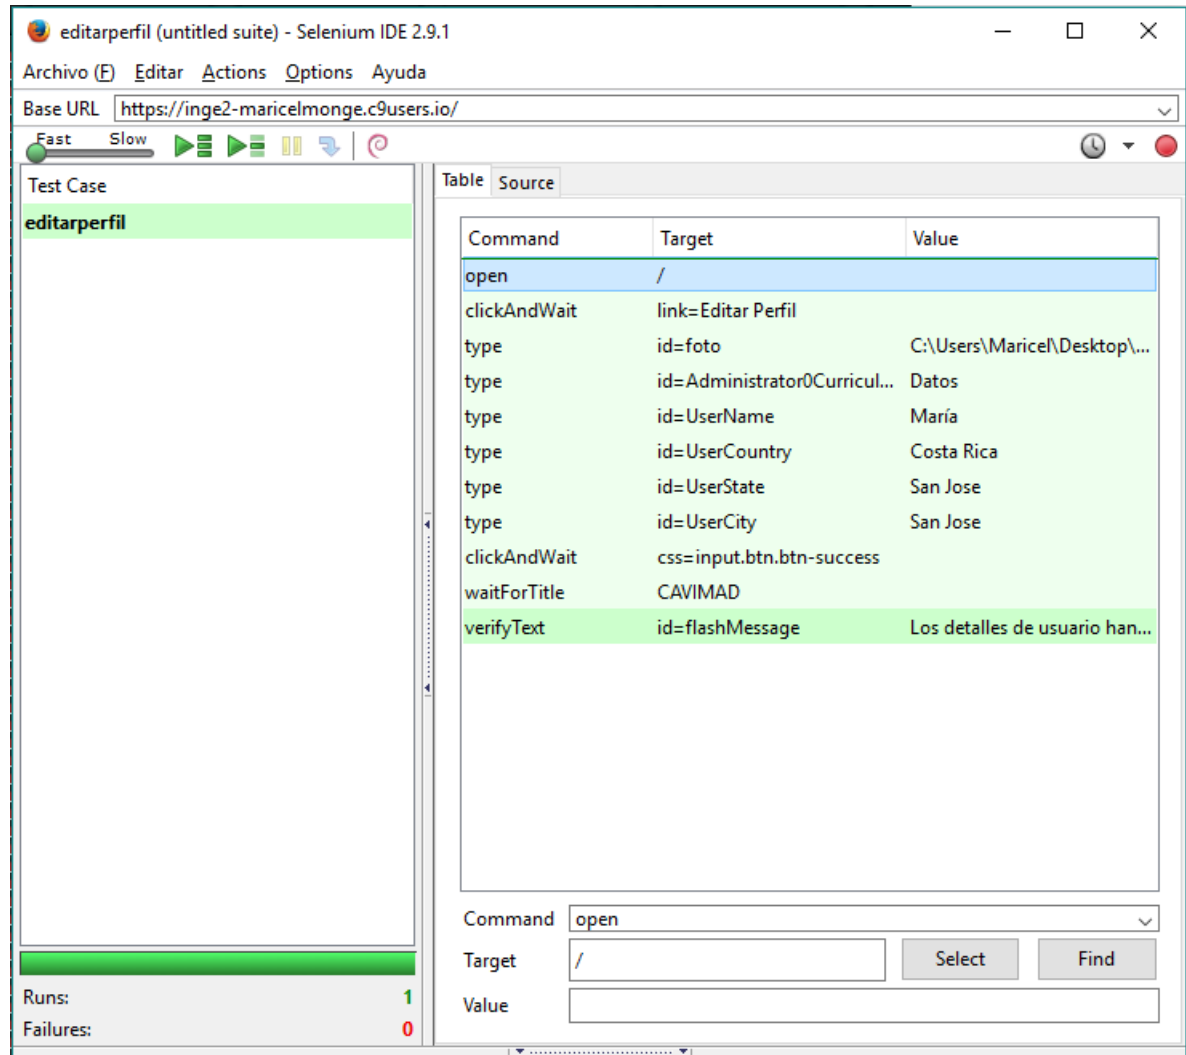 editarperfil (untitled suite) - Selenium IDE 2.9.1
Archivo (F) Editar Actions Options Ayuda
Base URL https://inge2-maricelmonge.c9users.io/
Fast Slow
Test Case
editarperfil
Table Source
Command Target Value
open /
clickAndWait link=Editar Perfil
type id=foto C:\Users\Maricel\Desktop\...
type id=Administrator0Curricul... Datos
type id=UserName María
type id=UserCountry Costa Rica
type id=UserState San Jose
type id=UserCity San Jose
clickAndWait css=input.btn.btn-success
waitForTitle CAVIMAD
verifyText id=flashMessage Los detalles de usuario han...
Command open
Target / Select Find
Value
Runs: 1
Failures: 0